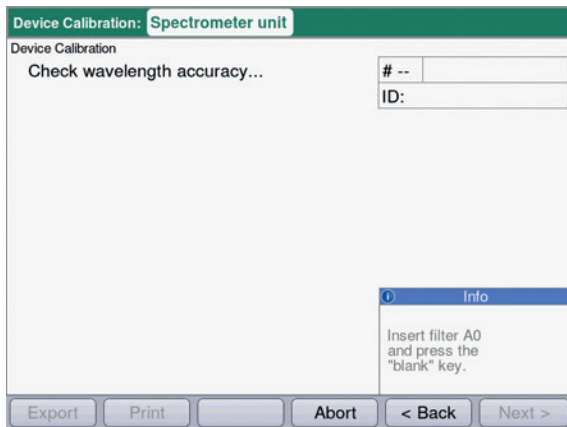 Device Calibration: Spectrometer unit
Device Calibration
Check wavelength accuracy...
# --
ID:
Info
Insert filter A0
and press the
"blank" key.
Export Print Abort < Back Next >